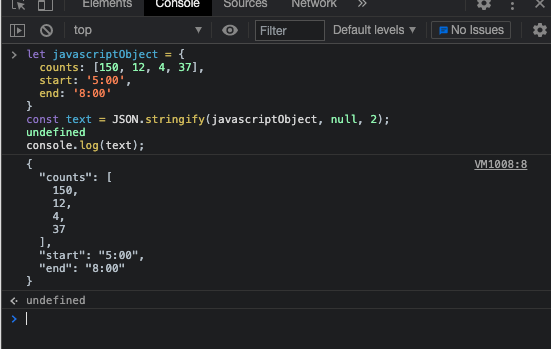 Elements Console Sources Network »
top ▼ Filter Default levels ▼ No Issues
> let javascriptObject = {
  counts: [150, 12, 4, 37],
  start: '5:00',
  end: '8:00'
}
const text = JSON.stringify(javascriptObject, null, 2);
undefined
console.log(text);
{ VM1008:8
  "counts": [
    150,
    12,
    4,
    37
  ],
  "start": "5:00",
  "end": "8:00"
}
undefined
>